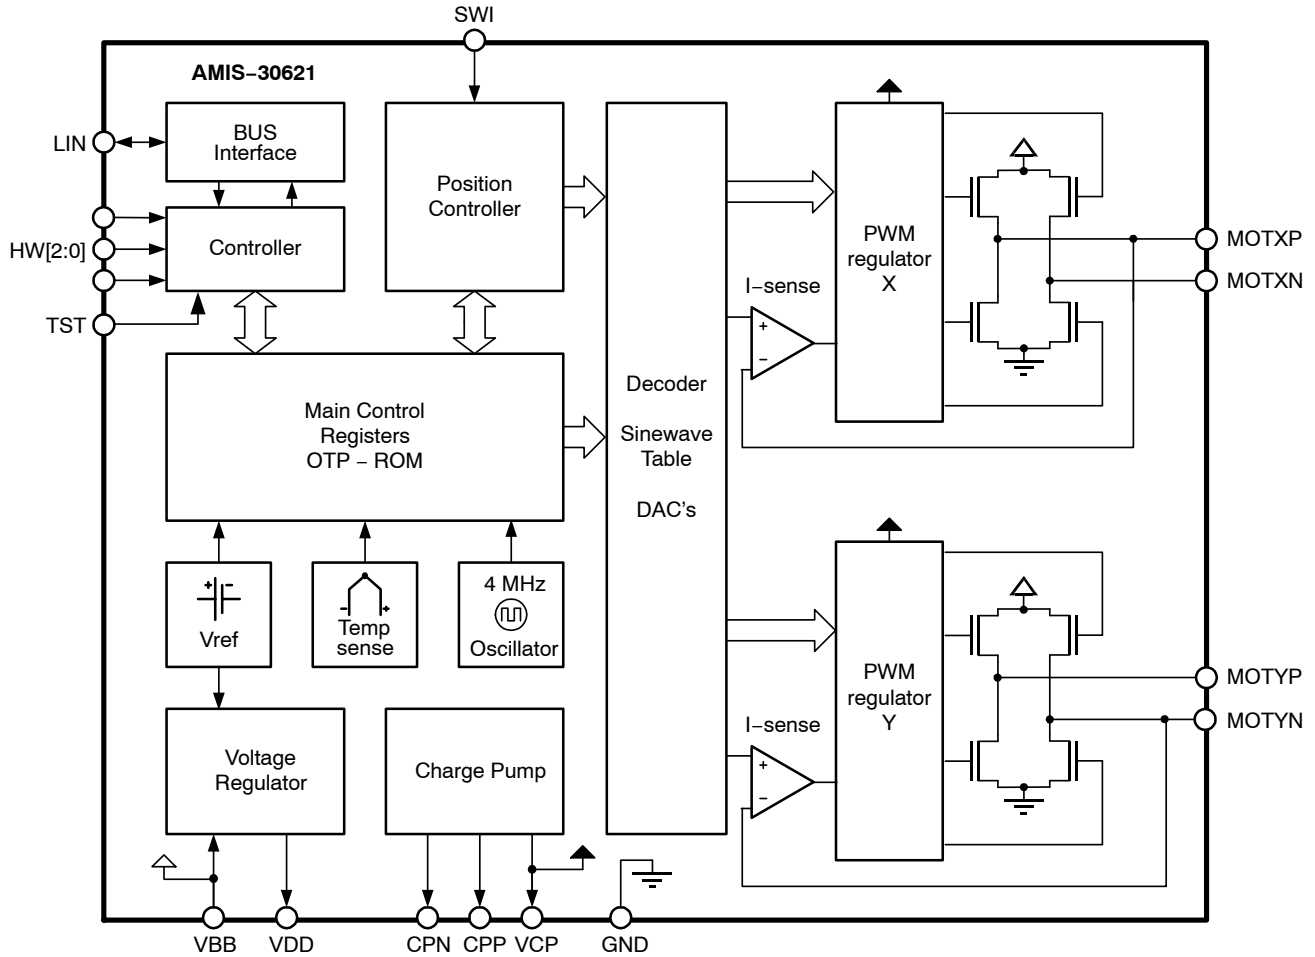 SWI
AMIS−30621
LIN
BUS
Interface
HW[2:0]
Controller
TST
Position
Controller
Main Control
Registers
OTP − ROM
+ −
Vref
− +
Temp
sense
4 MHz
Oscillator
Voltage
Regulator
Charge Pump
Decoder
Sinewave
Table
DAC's
I−sense
+
−
PWM
regulator
X
MOTXP
MOTXN
I−sense
+
−
PWM
regulator
Y
MOTYP
MOTYN
VBB
VDD
CPN
CPP
VCP
GND